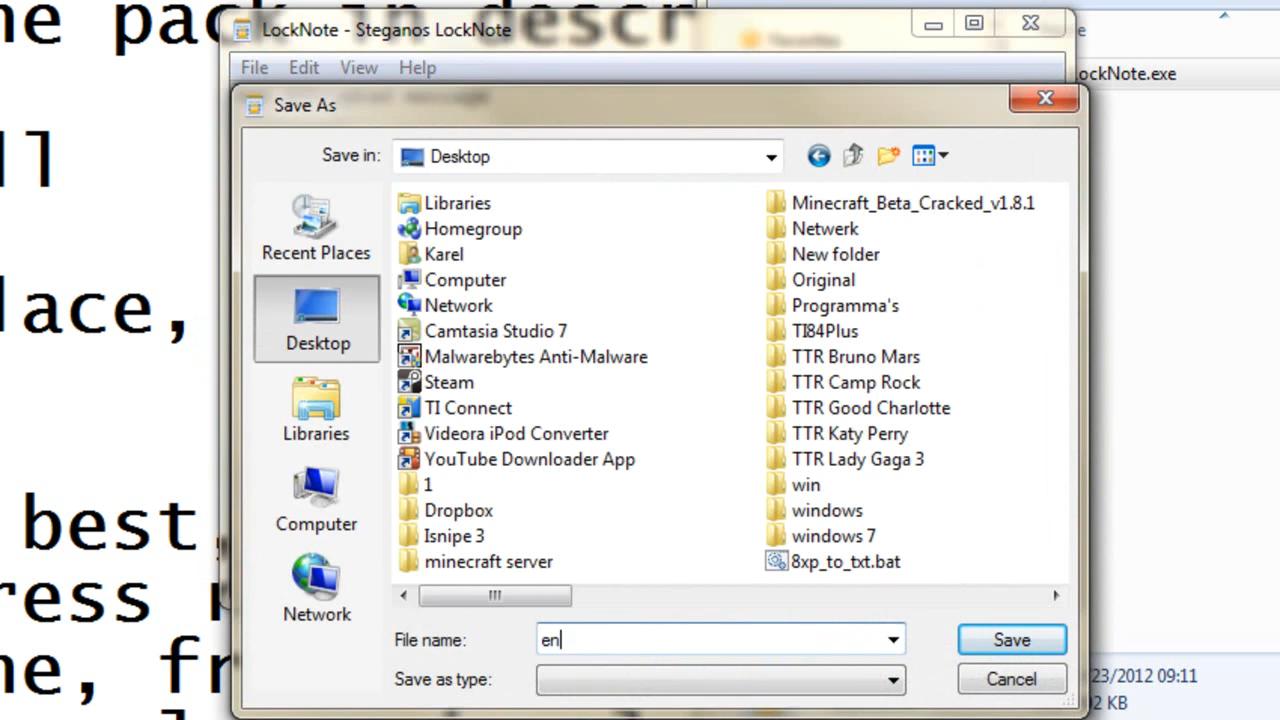 ne pack in descr
LockNote - Steganos LockNote
File Edit View Help
ockNote.exe
Save As
Save in: Desktop
ll
lace,
best,
ress
ne, fr
Recent Places
Desktop
Libraries
Computer
Network
Libraries
Homegroup
Karel
Computer
Network
Camtasia Studio 7
Malwarebytes Anti-Malware
Steam
TI Connect
Videora iPod Converter
YouTube Downloader App
1
Dropbox
Isnipe 3
minecraft server
Minecraft_Beta_Cracked_v1.8.1
Netwerk
New folder
Original
Programma's
TI84Plus
TTR Bruno Mars
TTR Camp Rock
TTR Good Charlotte
TTR Katy Perry
TTR Lady Gaga 3
win
windows
windows 7
8xp_to_txt.bat
File name: en
Save
Save as type:
Cancel
23/2012 09:11
2 KB